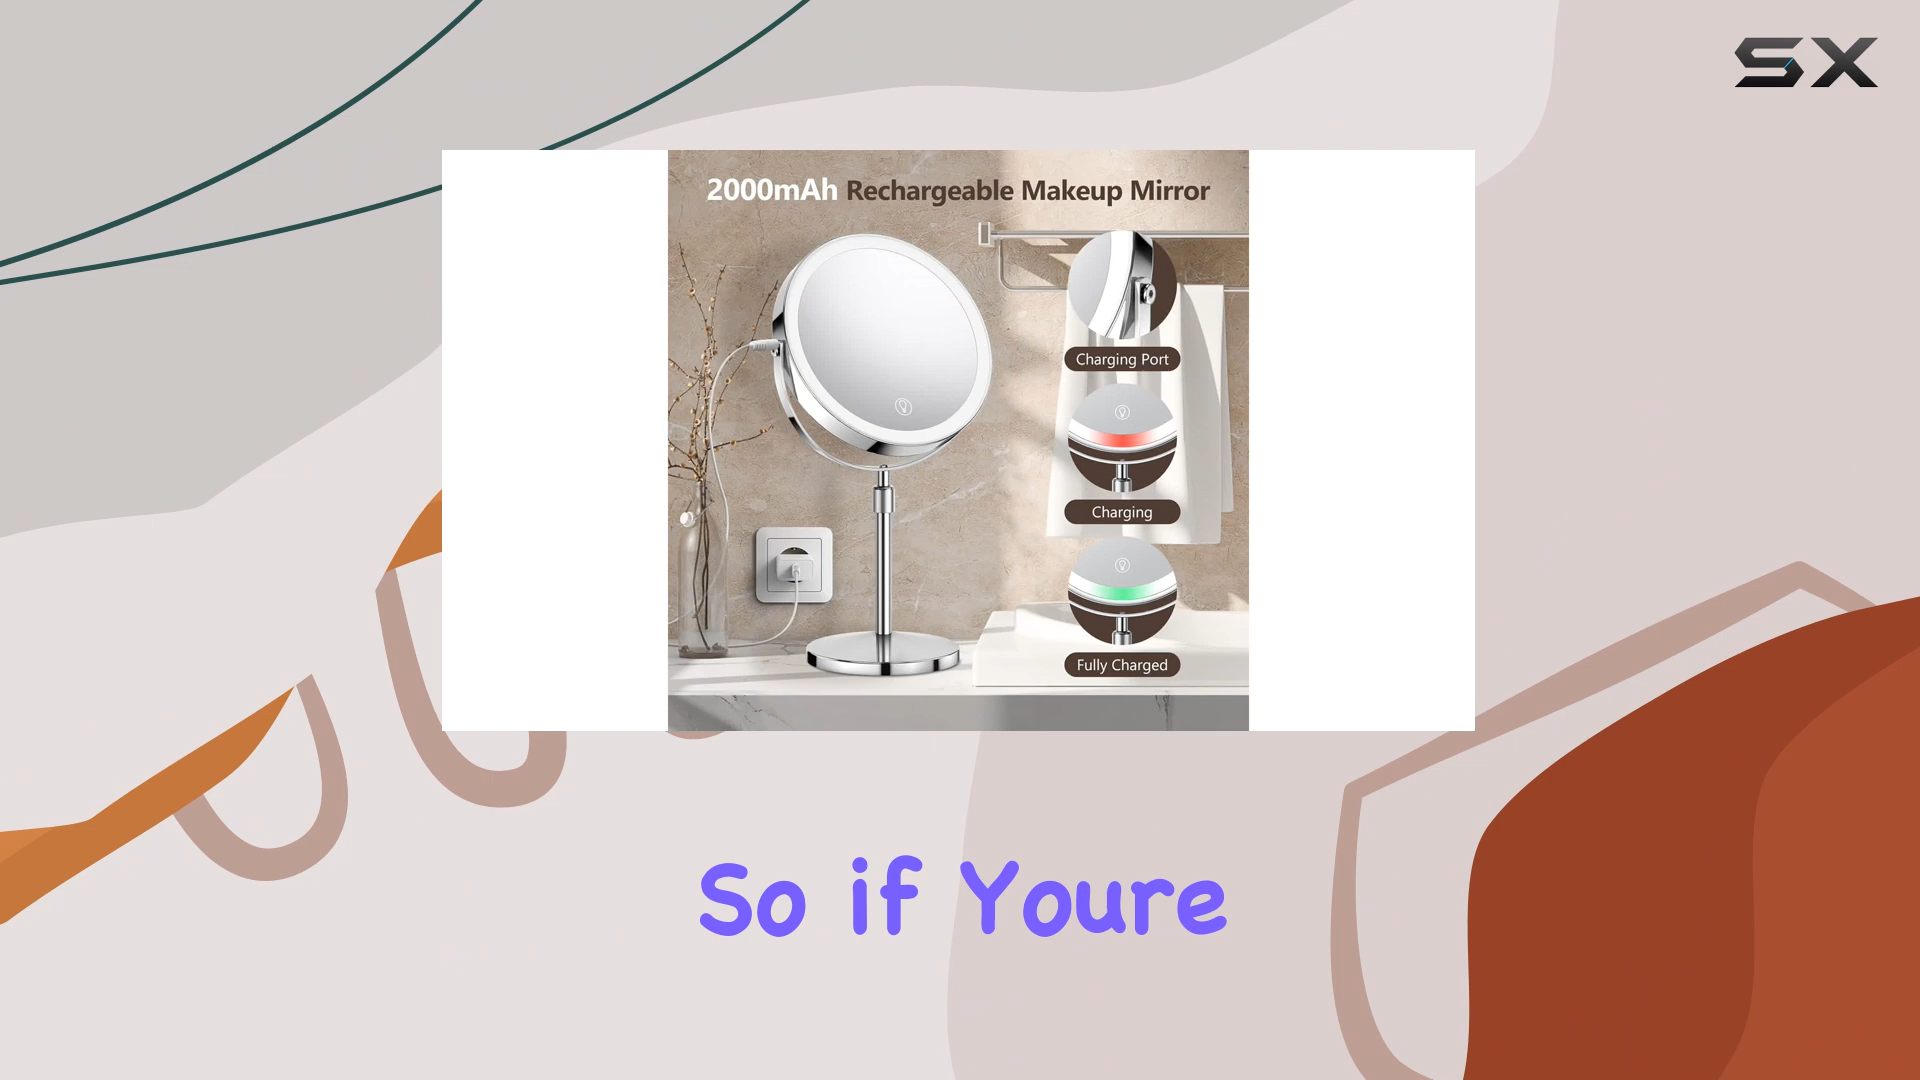 SX
2000mAh Rechargeable Makeup Mirror
Charging Port
Charging
Fully Charged
So if Youre